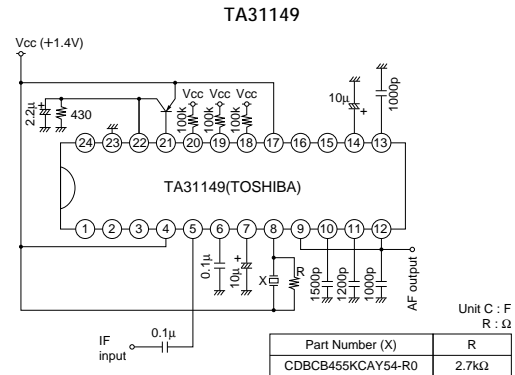 TA31149
Vcc (+1.4V)
2.2μ
+
430
Vcc Vcc Vcc
100k 100k 100k
10μ
+
1000p
24 23 22 21 20 19 18 17 16 15 14 13
TA31149(TOSHIBA)
1 2 3 4 5 6 7 8 9 10 11 12
0.1μ
10μ
+
X
R
1500p
1200p
1000p
AF output
IF
input
0.1μ
Unit C : F
R : Ω
Part Number (X) R
CDBCB455KCAY54-R0 2.7kΩ